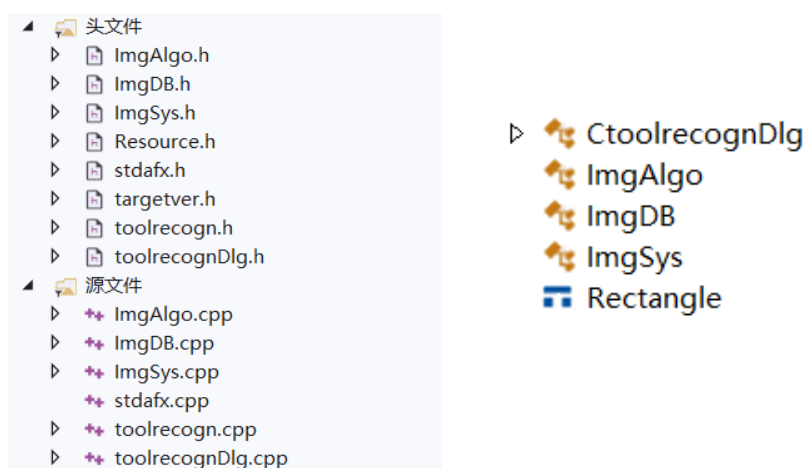 头文件
ImgAlgo.h
ImgDB.h
ImgSys.h
Resource.h
stdafx.h
targetver.h
toolrecogn.h
toolrecognDlg.h
源文件
ImgAlgo.cpp
ImgDB.cpp
ImgSys.cpp
stdafx.cpp
toolrecogn.cpp
toolrecognDlg.cpp
CtoolrecognDlg
ImgAlgo
ImgDB
ImgSys
Rectangle